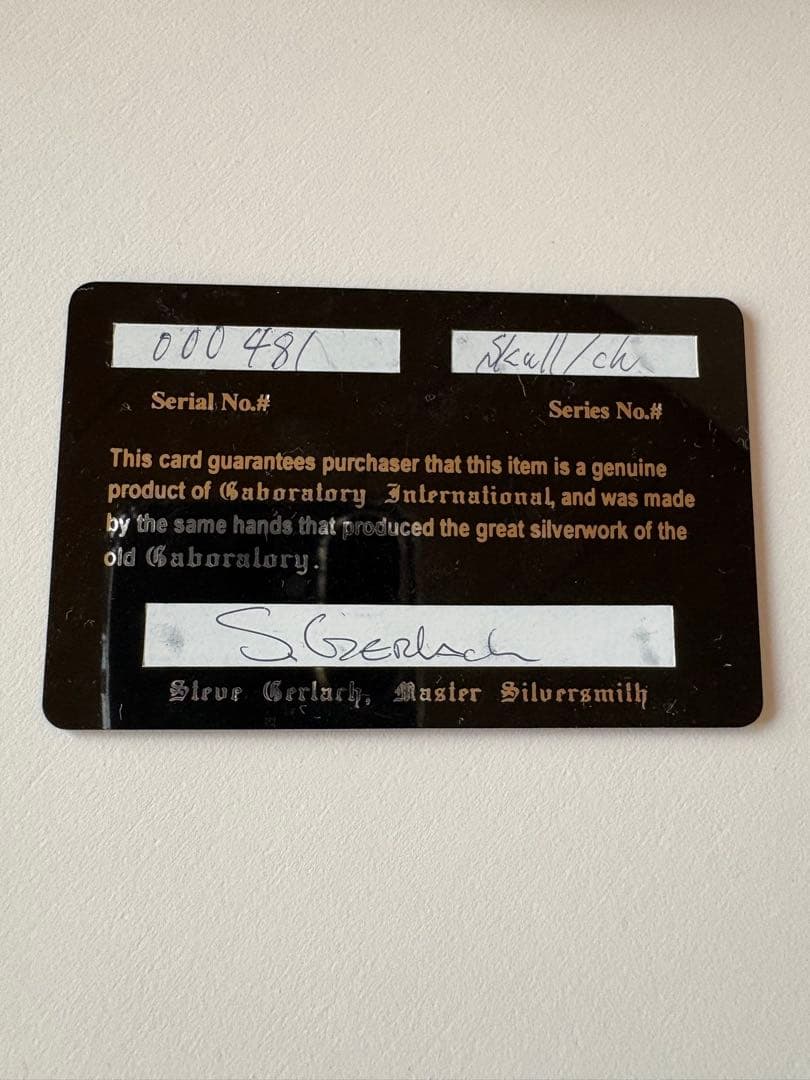 000481 Skull/ch
Serial No.# Series No.#
This card guarantees purchaser that this item is a genuine
product of Gaboratory International, and was made
by the same hands that produced the great silverwork of the
old Gaboratory.
S. Gerlach
Steve Gerlach, Master Silversmith